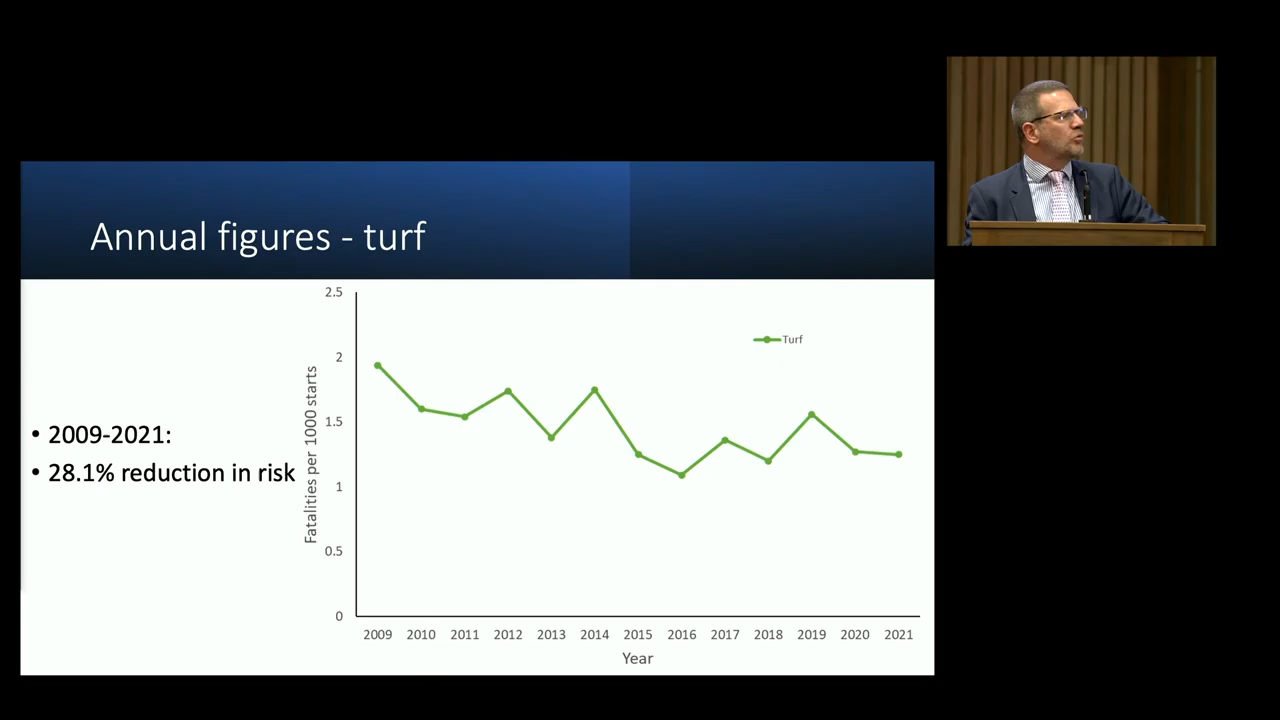 Annual figures - turf
• 2009-2021:
• 28.1% reduction in risk
Fatalities per 1000 starts
2.5
2
1.5
1
0.5
0
Turf
2009 2010 2011 2012 2013 2014 2015 2016 2017 2018 2019 2020 2021
Year